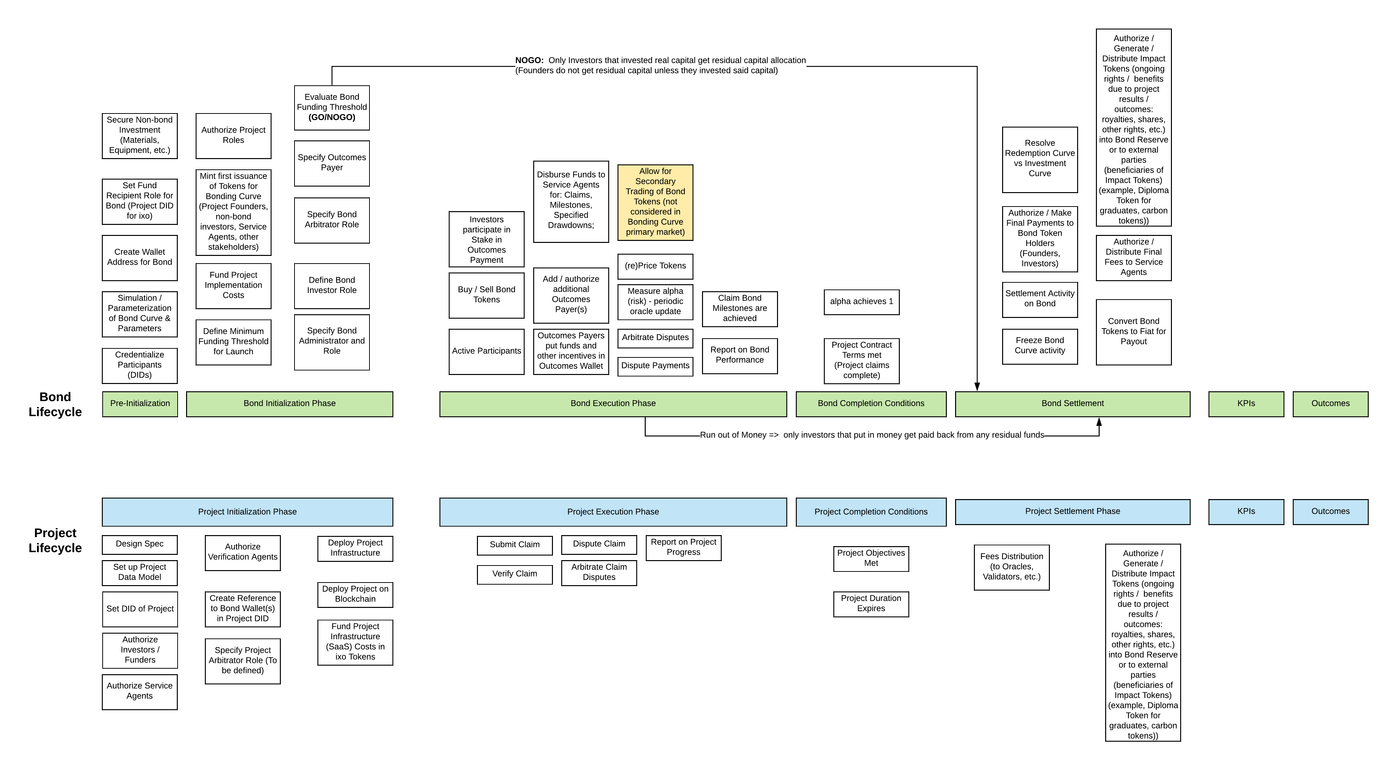 NOGO:  Only Investors that invested real capital get residual capital allocation
(Founders do not get residual capital unless they invested said capital)
Secure Non-bond
Investment
(Materials,
Equipment, etc.)
Set Fund
Recipient Role for
Bond (Project DID
for ixo)
Create Wallet
Address for Bond
Simulation /
Parameterization
of Bond Curve &
Parameters
Credentialize
Participants
(DIDs)
Authorize Project
Roles
Mint first issuance
of Tokens for
Bonding Curve
(Project Founders,
non-bond
investors, Service
Agents, other
stakeholders)
Fund Project
Implementation
Costs
Define Minimum
Funding Threshold
for Launch
Evaluate Bond
Funding Threshold
(GO/NOGO)
Specify Outcomes
Payer
Specify Bond
Arbitrator Role
Define Bond
Investor Role
Specify Bond
Administrator and
Role
Investors
participate in
Stake in
Outcomes
Payment
Buy / Sell Bond
Tokens
Active Participants
Disburse Funds to
Service Agents
for: Claims,
Milestones,
Specified
Drawdowns;
Add / authorize
additional
Outcomes
Payer(s)
Outcomes Payers
put funds and
other incentives in
Outcomes Wallet
Allow for
Secondary
Trading of Bond
Tokens (not
considered in
Bonding Curve
primary market)
(re)Price Tokens
Measure alpha
(risk) - periodic
oracle update
Arbitrate Disputes
Dispute Payments
Claim Bond
Milestones are
achieved
Report on Bond
Performance
alpha achieves 1
Project Contract
Terms met
(Project claims
complete)
Resolve
Redemption Curve
vs Investment
Curve
Authorize / Make
Final Payments to
Bond Token
Holders
(Founders,
Investors)
Settlement Activity
on Bond
Freeze Bond
Curve activity
Authorize /
Generate /
Distribute Impact
Tokens (ongoing
rights /  benefits
due to project
results /
outcomes:
royalties, shares,
other rights, etc.)
into Bond Reserve
or to external
parties
(beneficiaries of
Impact Tokens)
(example, Diploma
Token for
graduates, carbon
tokens))
Authorize /
Distribute Final
Fees to Service
Agents
Convert Bond
Tokens to Fiat for
Payout
Bond
Lifecycle
Pre-Initialization
Bond Initialization Phase
Bond Execution Phase
Bond Completion Conditions
Bond Settlement
KPIs
Outcomes
Run out of Money =>  only investors that put in money get paid back from any residual funds
Project
Lifecycle
Project Initialization Phase
Project Execution Phase
Project Completion Conditions
Project Settlement Phase
KPIs
Outcomes
Design Spec
Set up Project
Data Model
Set DID of Project
Authorize
Investors /
Funders
Authorize Service
Agents
Authorize
Verification Agents
Create Reference
to Bond Wallet(s)
in Project DID
Specify Project
Arbitrator Role (To
be defined)
Deploy Project
Infrastructure
Deploy Project on
Blockchain
Fund Project
Infrastructure
(SaaS) Costs in
ixo Tokens
Submit Claim
Verify Claim
Dispute Claim
Arbitrate Claim
Disputes
Report on Project
Progress
Project Objectives
Met
Project Duration
Expires
Fees Distribution
(to Oracles,
Validators, etc.)
Authorize /
Generate /
Distribute Impact
Tokens (ongoing
rights /  benefits
due to project
results /
outcomes:
royalties, shares,
other rights, etc.)
into Bond Reserve
or to external
parties
(beneficiaries of
Impact Tokens)
(example, Diploma
Token for
graduates, carbon
tokens))